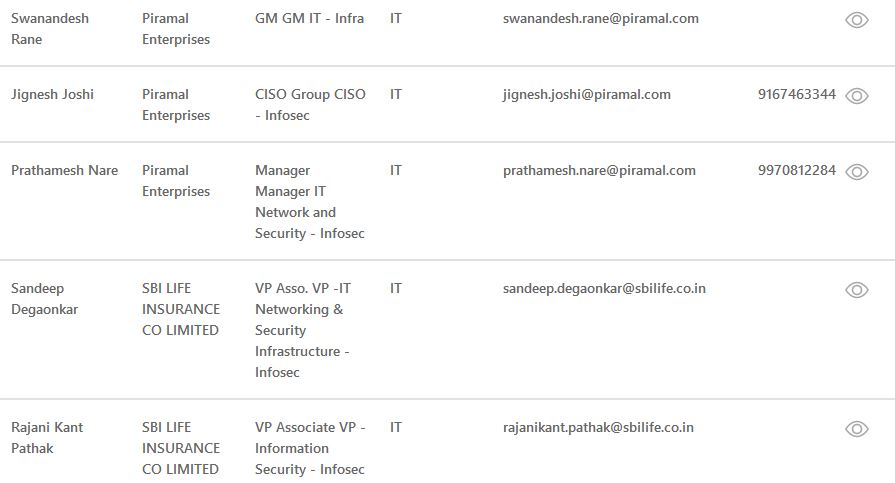 Swanandesh Rane Piramal Enterprises GM GM IT - Infra IT swanandesh.rane@piramal.com
Jignesh Joshi Piramal Enterprises CISO Group CISO - Infosec IT jignesh.joshi@piramal.com 9167463344
Prathamesh Nare Piramal Enterprises Manager Manager IT Network and Security - Infosec IT prathamesh.nare@piramal.com 9970812284
Sandeep Degaonkar SBI LIFE INSURANCE CO LIMITED VP Asso. VP -IT Networking & Security Infrastructure - Infosec IT sandeep.degaonkar@sbilife.co.in
Rajani Kant Pathak SBI LIFE INSURANCE CO LIMITED VP Associate VP - Information Security - Infosec IT rajanikant.pathak@sbilife.co.in